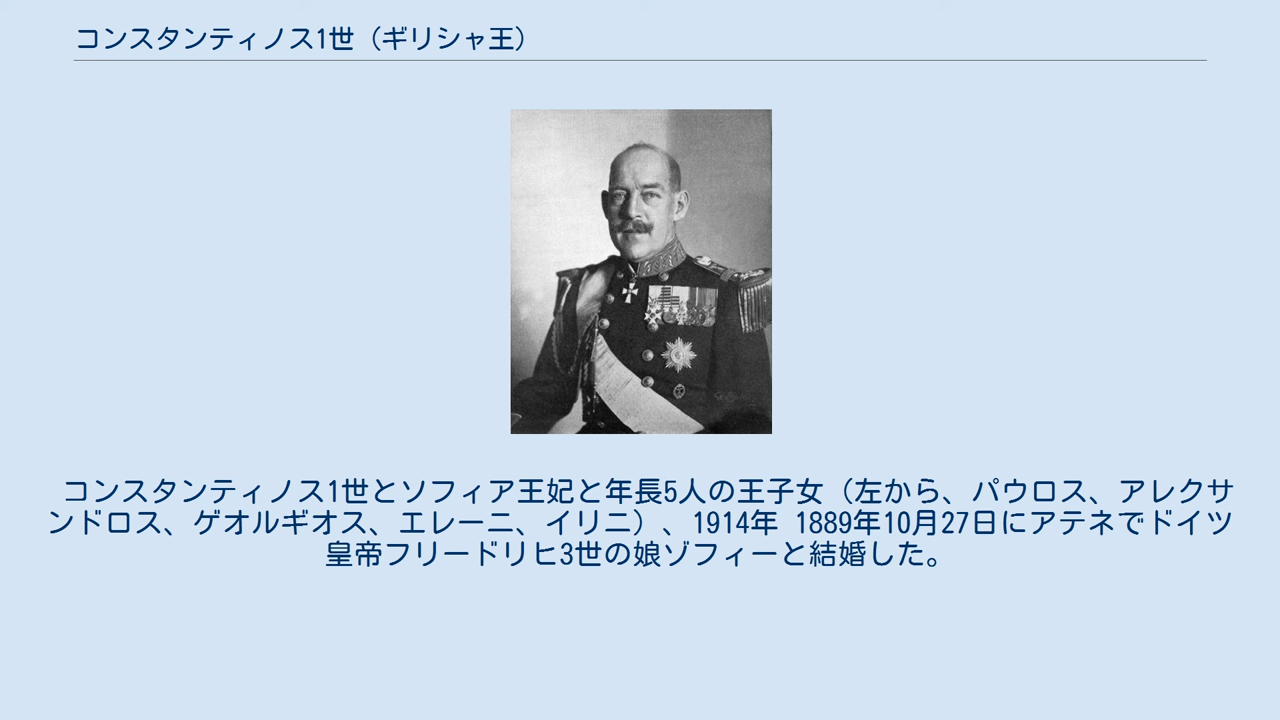 コンスタンティノス1世（ギリシャ王）
コンスタンティノス1世とソフィア王妃と年長5人の王子女（左から、パウロス、アレクサ
ンドロス、ゲオルギオス、エレーニ、イリニ）、1914年 1889年10月27日にアテネでドイツ
皇帝フリードリヒ3世の娘ゾフィーと結婚した。